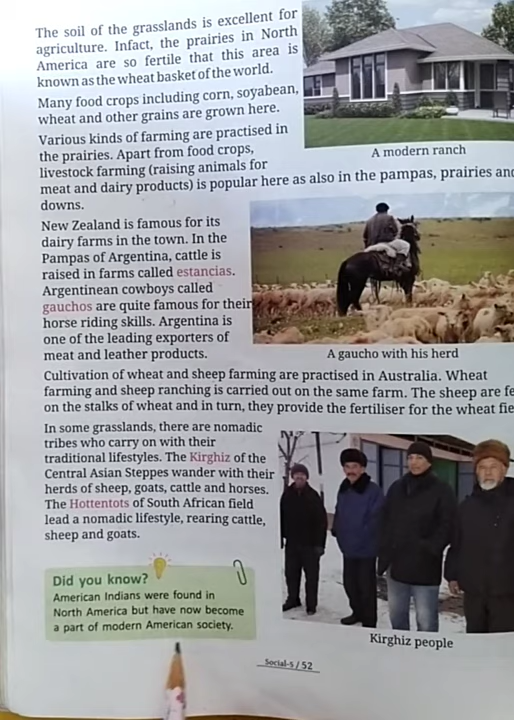 The soil of the grasslands is excellent for
agriculture. Infact, the prairies in North
America are so fertile that this area is
known as the wheat basket of the world.
Many food crops including corn, soyabean,
wheat and other grains are grown here.
Various kinds of farming are practised in
the prairies. Apart from food crops,
livestock farming (raising animals for
meat and dairy products) is popular here as also in the pampas, prairies and
downs.
A modern ranch
New Zealand is famous for its
dairy farms in the town. In the
Pampas of Argentina, cattle is
raised in farms called estancias.
Argentinean cowboys called
gauchos are quite famous for their
horse riding skills. Argentina is
one of the leading exporters of
meat and leather products.
A gaucho with his herd
Cultivation of wheat and sheep farming are practised in Australia. Wheat
farming and sheep ranching is carried out on the same farm. The sheep are fe
on the stalks of wheat and in turn, they provide the fertiliser for the wheat fie
In some grasslands, there are nomadic
tribes who carry on with their
traditional lifestyles. The Kirghiz of the
Central Asian Steppes wander with their
herds of sheep, goats, cattle and horses.
The Hottentots of South African field
lead a nomadic lifestyle, rearing cattle,
sheep and goats.
Did you know?
American Indians were found in
North America but have now become
a part of modern American society.
Kirghiz people
Social-5 / 52